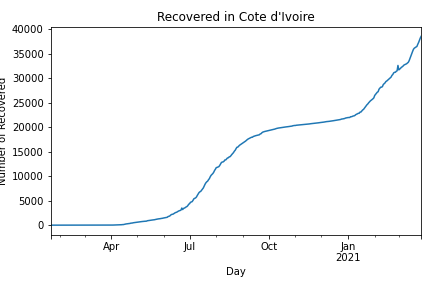 Recovered in Cote d'Ivoire
Number of Recovered
40000
35000
30000
25000
20000
15000
10000
5000
0
Apr
Jul
Oct
Jan
2021
Day